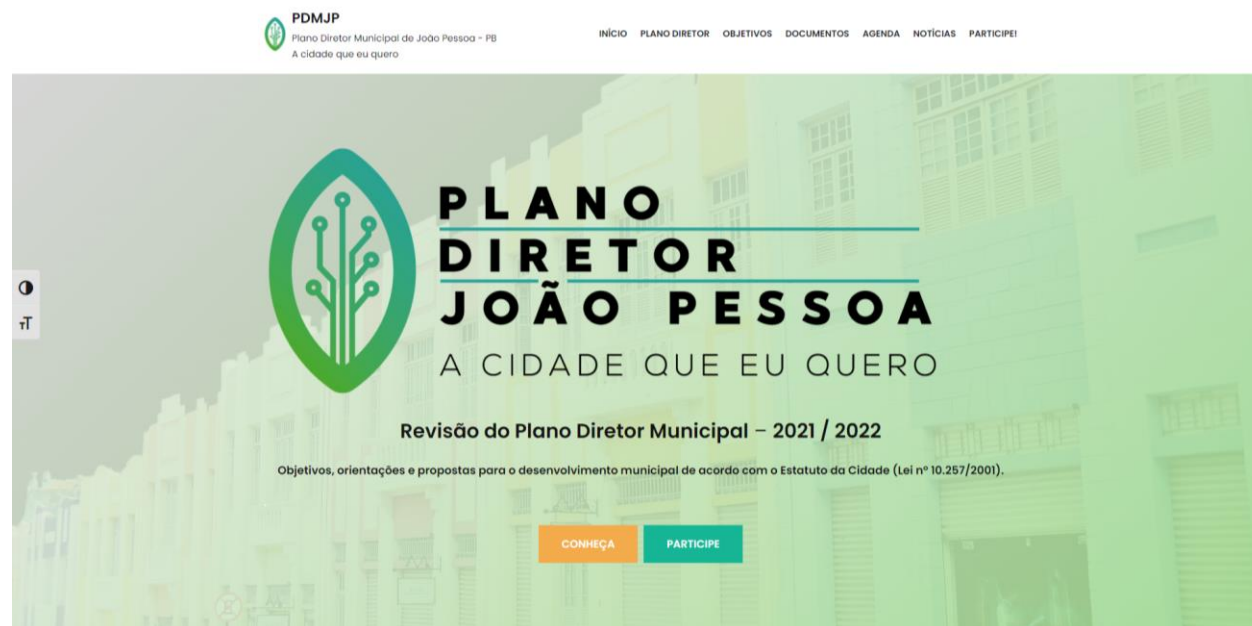 PDMJP
Plano Diretor Municipal de João Pessoa - PB
A cidade que eu quero
INÍCIO PLANO DIRETOR OBJETIVOS DOCUMENTOS AGENDA NOTÍCIAS PARTICIPE!
PLANO
DIRETOR
JOÃO PESSOA
A CIDADE QUE EU QUERO
Revisão do Plano Diretor Municipal – 2021 / 2022
Objetivos, orientações e propostas para o desenvolvimento municipal de acordo com o Estatuto da Cidade (Lei nº 10.257/2001).
CONHEÇA PARTICIPE
TT